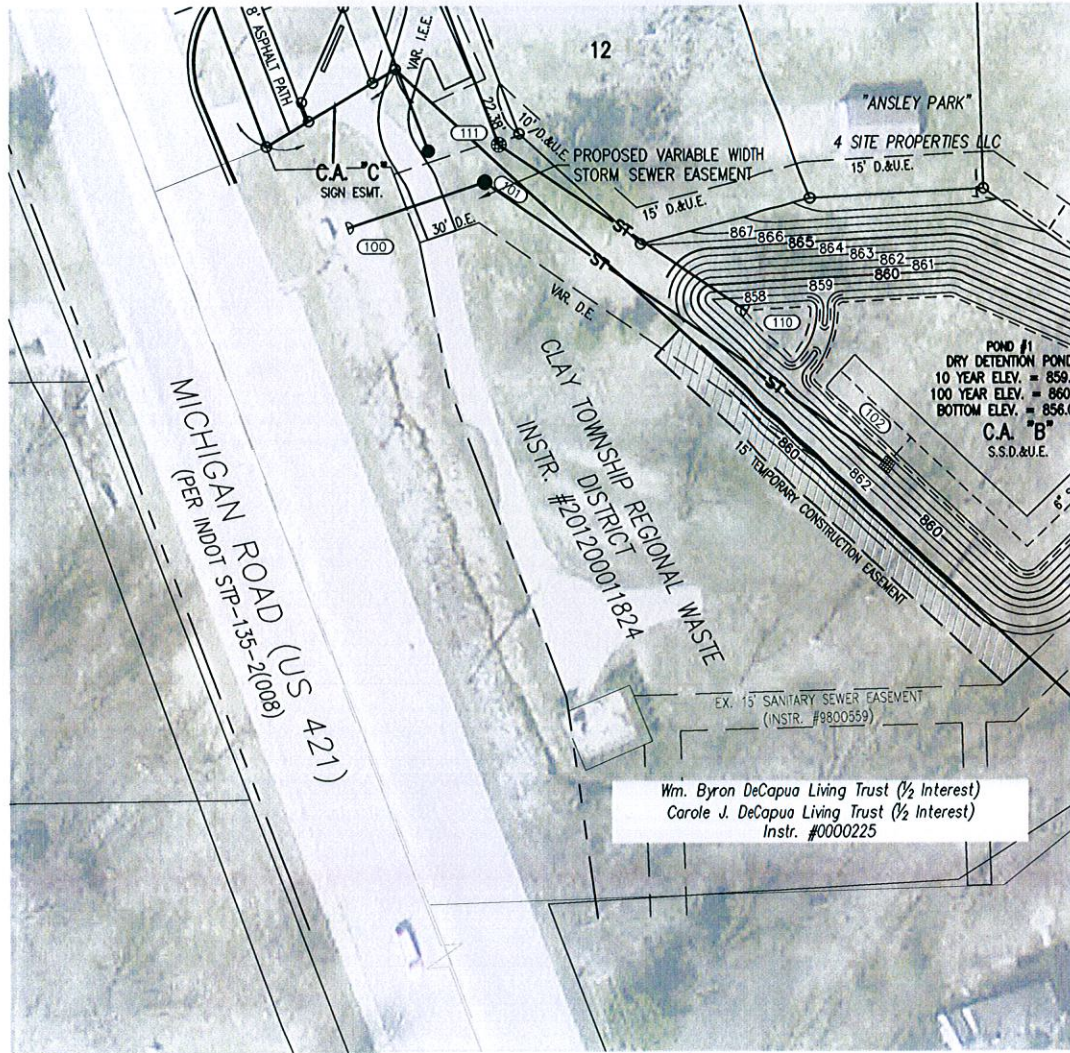 12
8' ASPHALT PATH
VAR. I.E.E.
"ANSLEY PARK"
4 SITE PROPERTIES LLC
15' D.&U.E.
22.38'
10' D.&U.E.
111
PROPOSED VARIABLE WIDTH
STORM SEWER EASEMENT
C.A. "C"
SIGN ESMT.
101
15' D.&U.E.
100
30' D.E.
ST
ST
VAR. D.E.
867
866
865
864
863
862
861
860
859
858
110
POND #1
DRY DETENTION POND
10 YEAR ELEV. = 859.
100 YEAR ELEV. = 860
BOTTOM ELEV. = 856.
C.A. "B"
S.S.D.&U.E.
ST
102
860
862
860
6'
15' TEMPORARY CONSTRUCTION EASEMENT
CLAY TOWNSHIP REGIONAL WASTE
DISTRICT
INSTR. #201200011824
MICHIGAN ROAD (US 421)
(PER INDOT STP-135-2(008)
EX. 15' SANITARY SEWER EASEMENT
(INSTR. #9800559)
Wm. Byron DeCapua Living Trust (½ Interest)
Carole J. DeCapua Living Trust (½ Interest)
Instr. #0000225